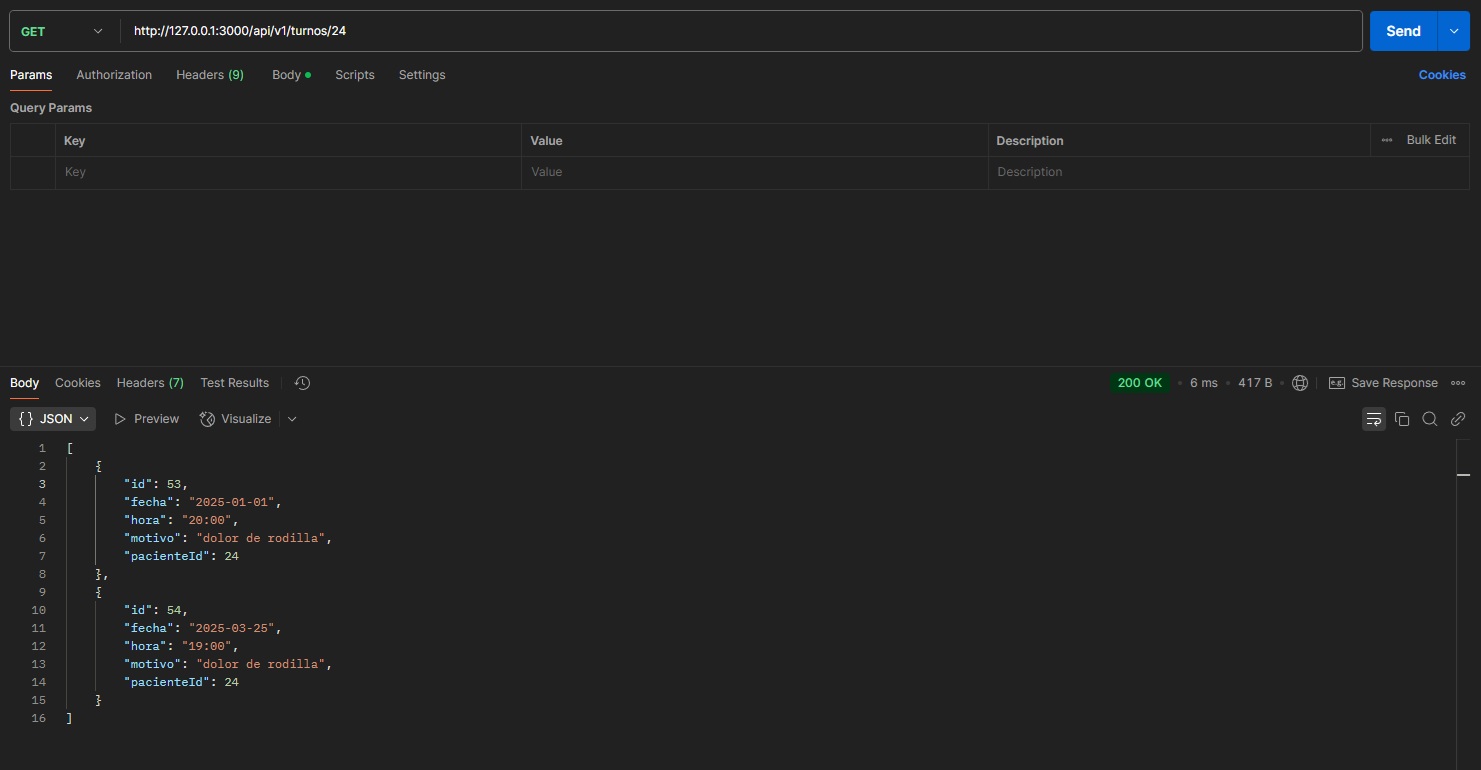 GET http://127.0.0.1:3000/api/v1/turnos/24 Send
Params Authorization Headers (9) Body Scripts Settings Cookies
Query Params
Key Value Description Bulk Edit
Key Value Description
Body Cookies Headers (7) Test Results 200 OK 6 ms 417 B e.g. Save Response
{} JSON Preview Visualize
1 [
2 {
3 "id": 53,
4 "fecha": "2025-01-01",
5 "hora": "20:00",
6 "motivo": "dolor de rodilla",
7 "pacienteId": 24
8 },
9 {
10 "id": 54,
11 "fecha": "2025-03-25",
12 "hora": "19:00",
13 "motivo": "dolor de rodilla",
14 "pacienteId": 24
15 }
16 ]